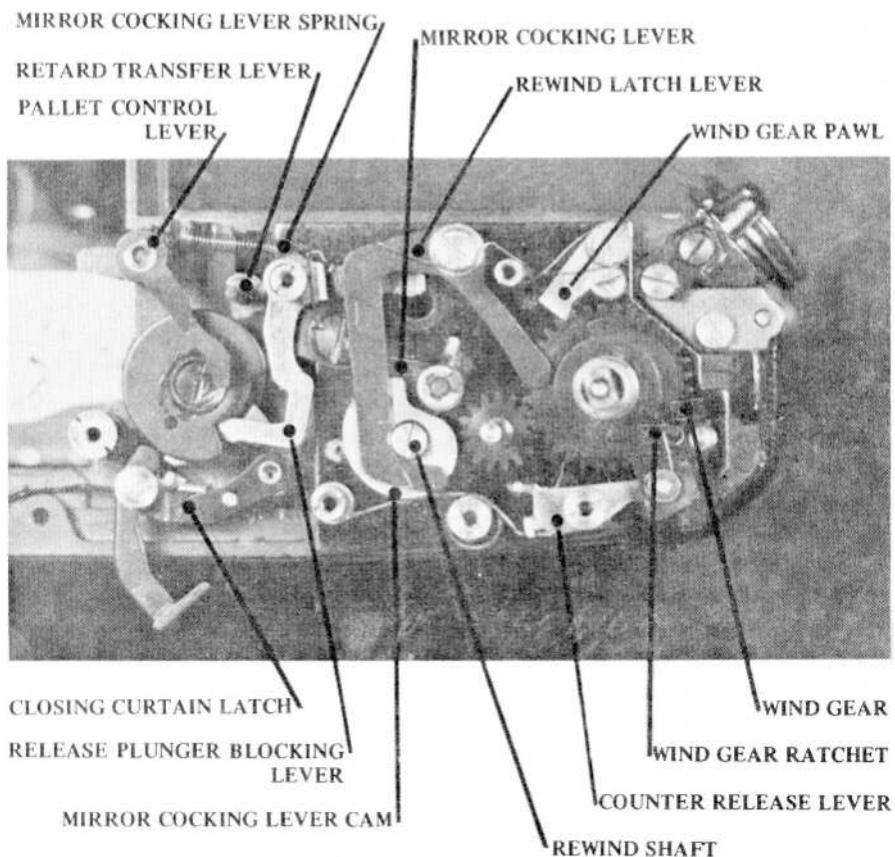 MIRROR COCKING LEVER SPRING
MIRROR COCKING LEVER
RETARD TRANSFER LEVER
REWIND LATCH LEVER
PALLET CONTROL
LEVER
WIND GEAR PAWL
CLOSING CURTAIN LATCH
WIND GEAR
RELEASE PLUNGER BLOCKING
LEVER
WIND GEAR RATCHET
MIRROR COCKING LEVER CAM
COUNTER RELEASE LEVER
REWIND SHAFT